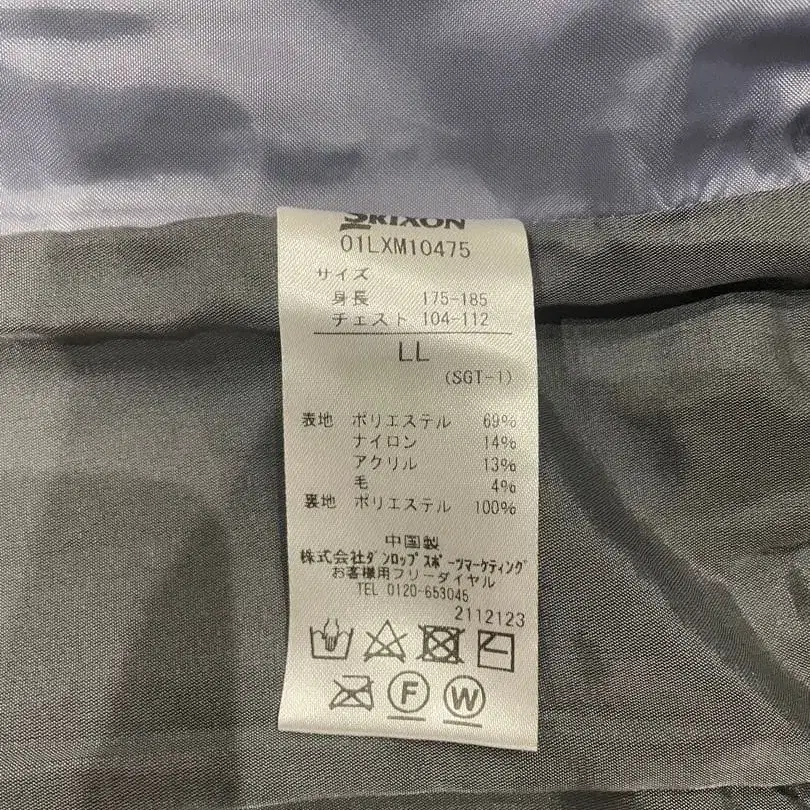 SRIXON
01LXM10475
サイズ
身長 175-185
チェスト 104-112
LL
(SGT-1)
表地 ポリエステル 69%
ナイロン 14%
アクリル 13%
毛 4%
裏地 ポリエステル 100%
中国製
株式会社ダンロップスポーツマーケティング
お客様用フリーダイヤル
TEL 0120-653045
2112123
F W